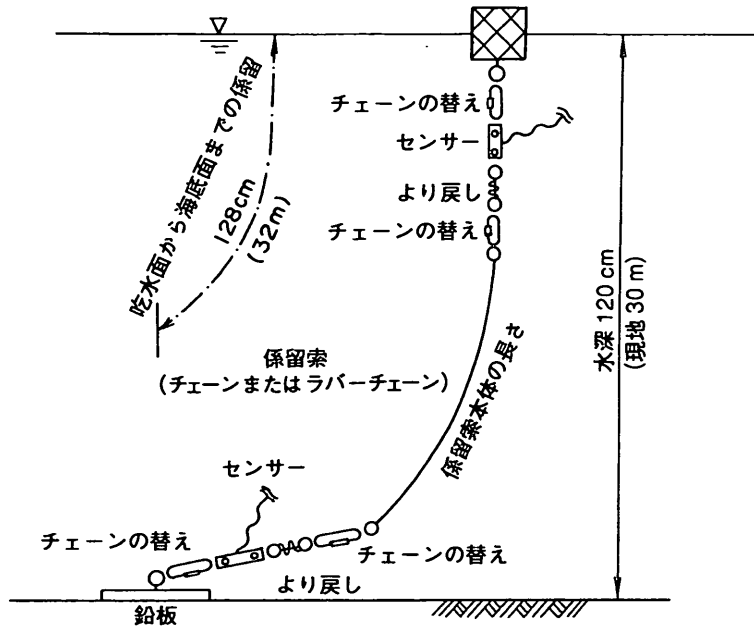 チェーンの替え
センサー
より戻し
チェーンの替え
吃水面から海底面までの係留
128cm
(32m)
水深 120 cm
(現地 30 m)
係留索
(チェーンまたはラバーチェーン)
係留索本体の長さ
センサー
チェーンの替え
チェーンの替え
より戻し
鉛板